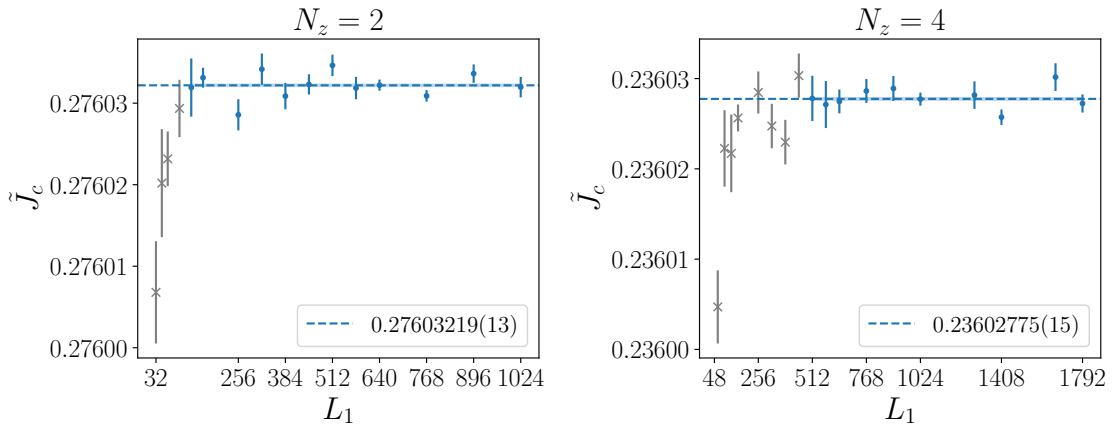 N_z = 2
J̃_c
0.27603
0.27602
0.27601
0.27600
0.27603219(13)
32 256 384 512 640 768 896 1024
L_1
N_z = 4
J̃_c
0.23603
0.23602
0.23601
0.23600
0.23602775(15)
48 256 512 768 1024 1408 1792
L_1